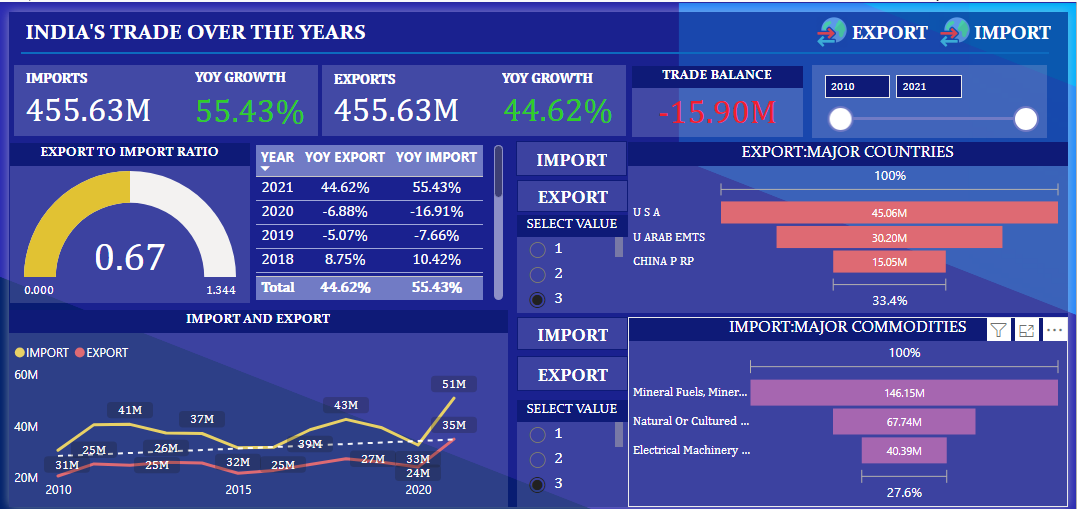 INDIA'S TRADE OVER THE YEARS
EXPORT
IMPORT
IMPORTS
YOY GROWTH
455.63M
55.43%
EXPORTS
YOY GROWTH
455.63M
44.62%
TRADE BALANCE
-15.90M
2010
2021
EXPORT TO IMPORT RATIO
0.67
0.000
1.344
YEAR YOY EXPORT YOY IMPORT
2021 44.62% 55.43%
2020 -6.88% -16.91%
2019 -5.07% -7.66%
2018 8.75% 10.42%
Total 44.62% 55.43%
IMPORT
EXPORT
SELECT VALUE
1
2
3
EXPORT:MAJOR COUNTRIES
100%
U S A 45.06M
U ARAB EMTS 30.20M
CHINA P RP 15.05M
33.4%
IMPORT AND EXPORT
IMPORT EXPORT
60M
40M
20M
51M
41M
37M
43M
35M
31M
25M
25M
26M
32M
25M
39M
27M
33M
24M
2010
2015
2020
IMPORT
EXPORT
SELECT VALUE
1
2
3
IMPORT:MAJOR COMMODITIES
100%
Mineral Fuels, Miner... 146.15M
Natural Or Cultured ... 67.74M
Electrical Machinery ... 40.39M
27.6%